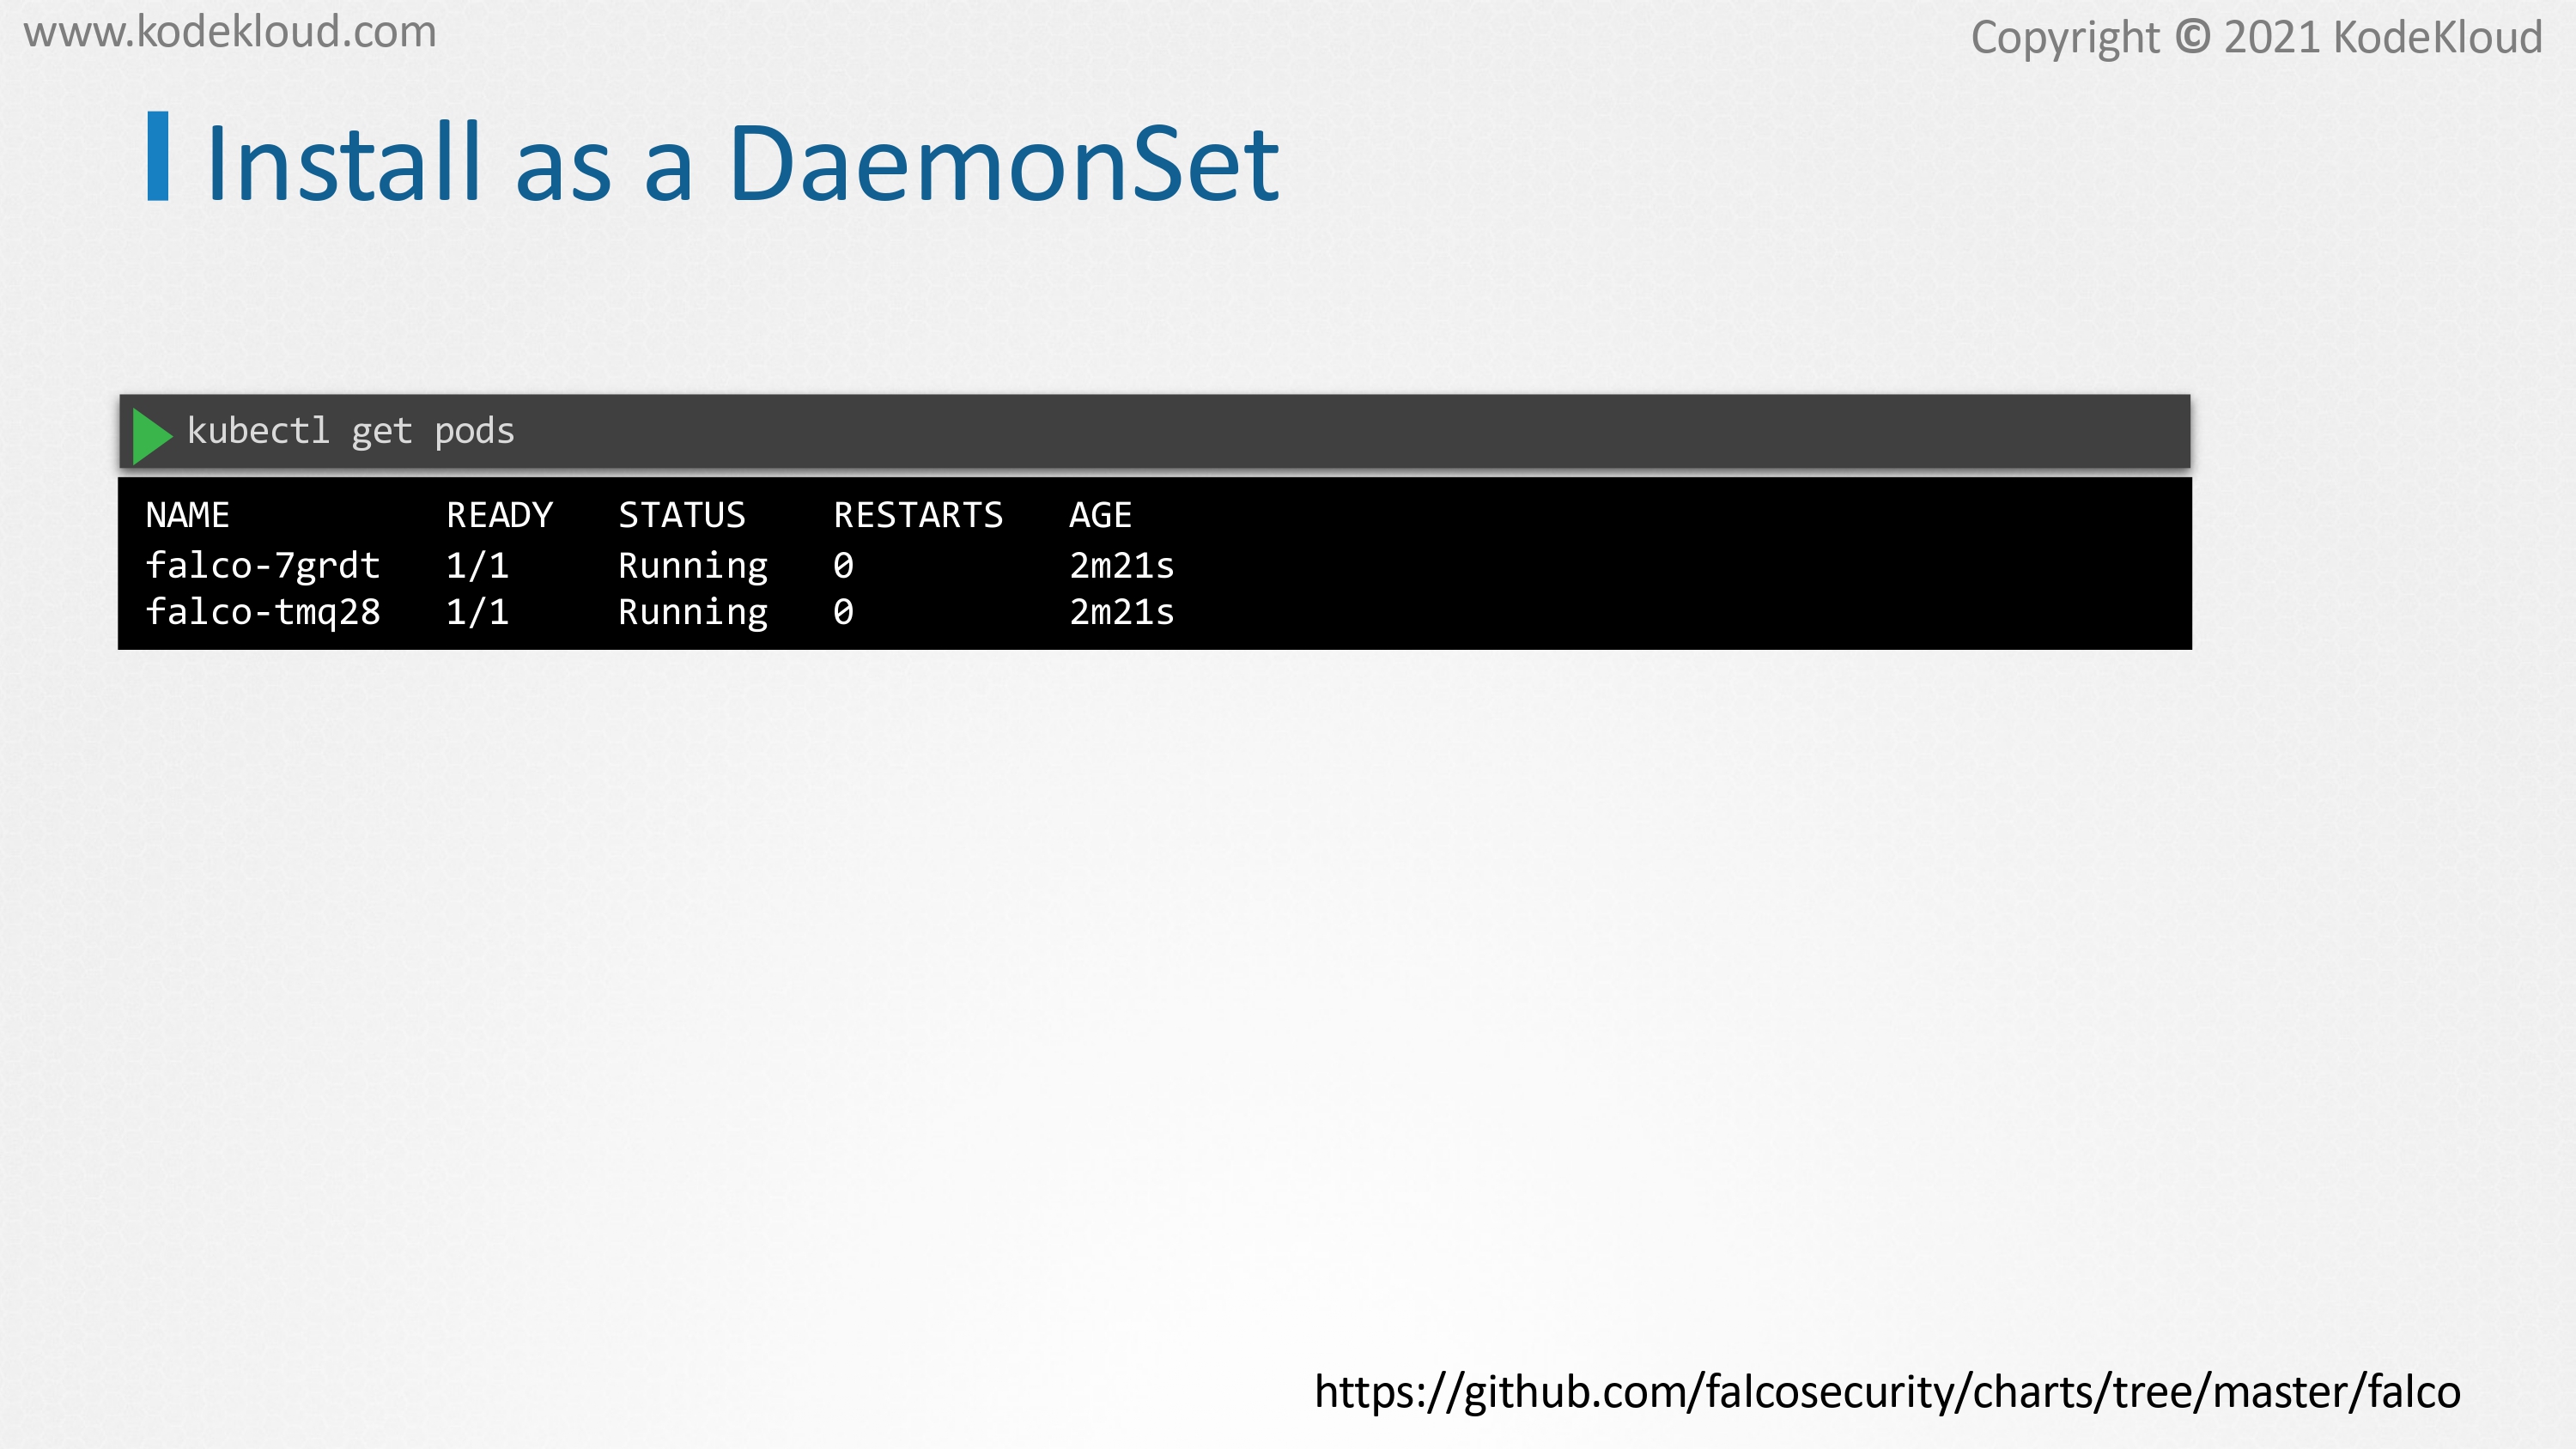 www.kodekloud.com
Copyright © 2021 KodeKloud
Install as a DaemonSet
kubectl get pods
NAME READY STATUS RESTARTS AGE
falco-7grdt 1/1 Running 0 2m21s
falco-tmq28 1/1 Running 0 2m21s
https://github.com/falcosecurity/charts/tree/master/falco